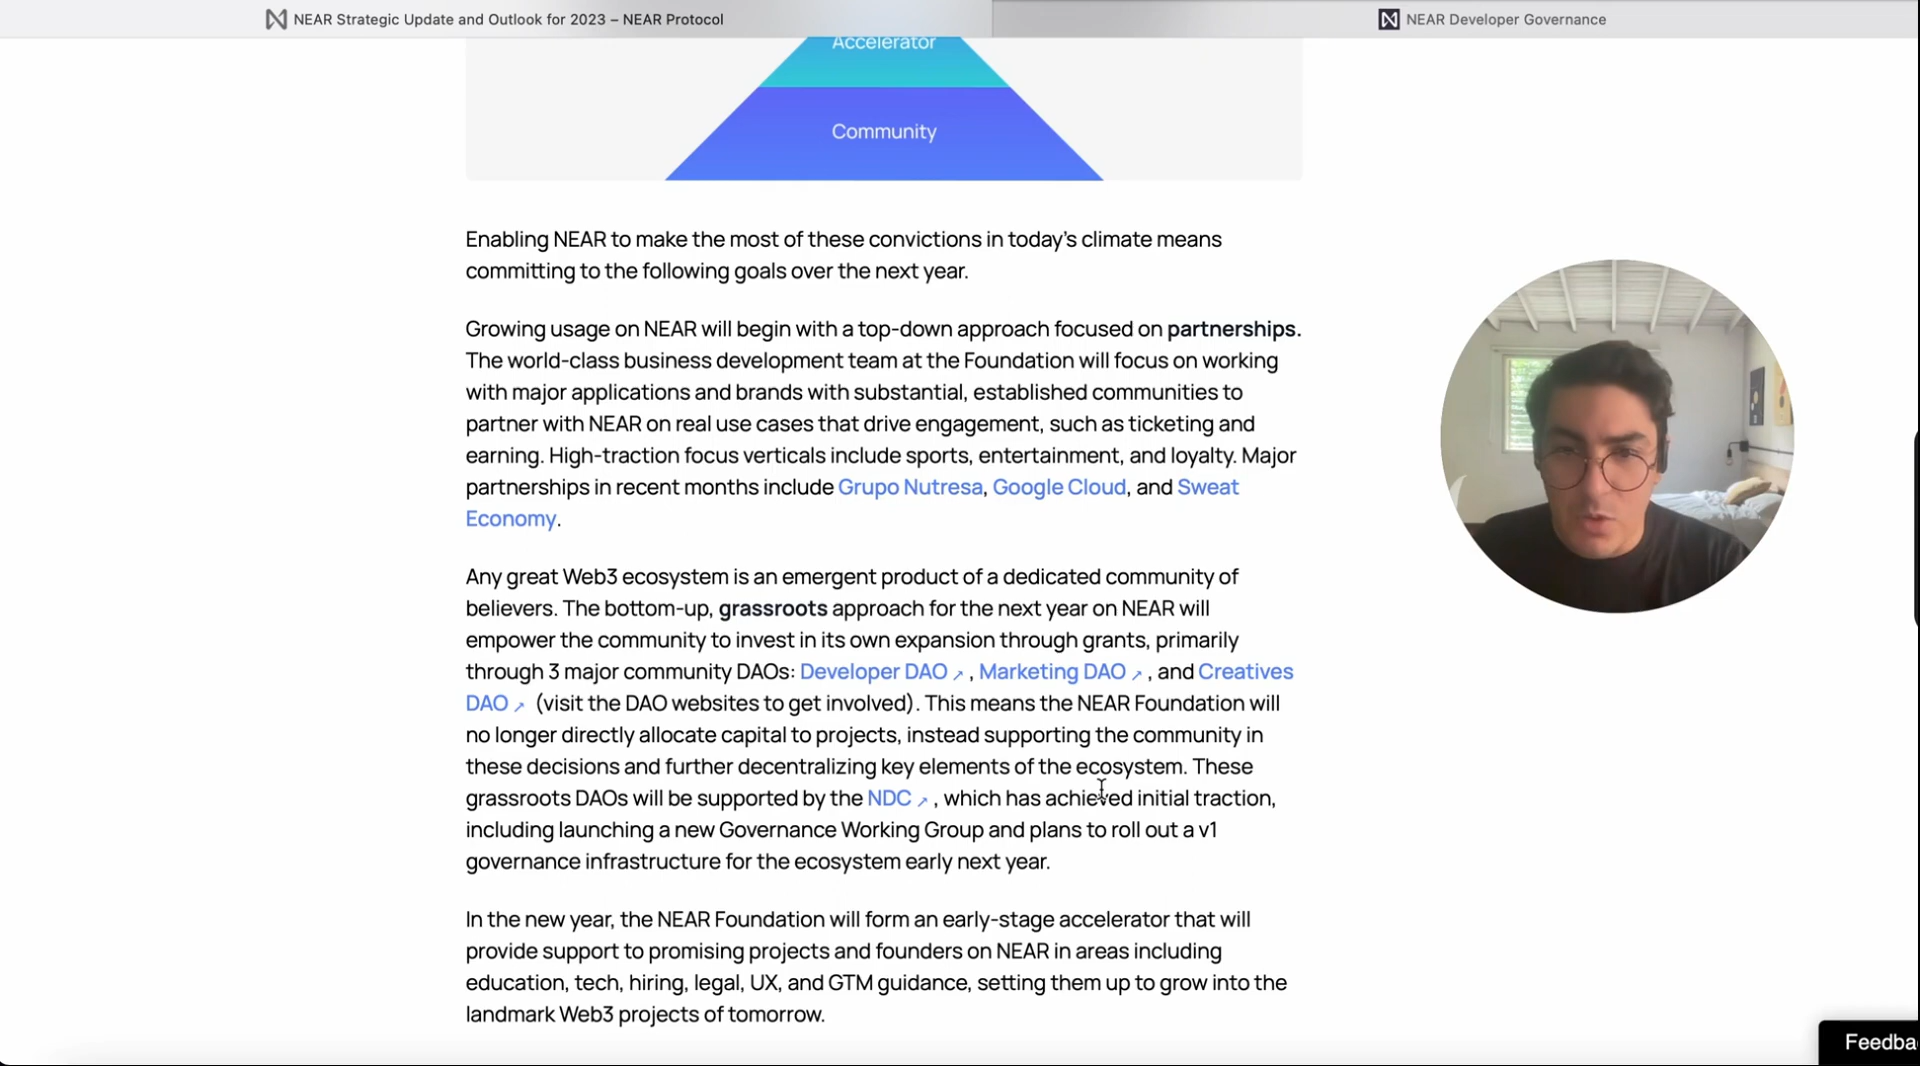 NEAR Strategic Update and Outlook for 2023 – NEAR Protocol
NEAR Developer Governance
Accelerator
Community
Enabling NEAR to make the most of these convictions in today's climate means
committing to the following goals over the next year.
Growing usage on NEAR will begin with a top-down approach focused on partnerships.
The world-class business development team at the Foundation will focus on working
with major applications and brands with substantial, established communities to
partner with NEAR on real use cases that drive engagement, such as ticketing and
earning. High-traction focus verticals include sports, entertainment, and loyalty. Major
partnerships in recent months include Grupo Nutresa, Google Cloud, and Sweat
Economy.
Any great Web3 ecosystem is an emergent product of a dedicated community of
believers. The bottom-up, grassroots approach for the next year on NEAR will
empower the community to invest in its own expansion through grants, primarily
through 3 major community DAOs: Developer DAO ↗ , Marketing DAO ↗ , and Creatives
DAO ↗ (visit the DAO websites to get involved). This means the NEAR Foundation will
no longer directly allocate capital to projects, instead supporting the community in
these decisions and further decentralizing key elements of the ecosystem. These
grassroots DAOs will be supported by the NDC ↗ , which has achieved initial traction,
including launching a new Governance Working Group and plans to roll out a v1
governance infrastructure for the ecosystem early next year.
In the new year, the NEAR Foundation will form an early-stage accelerator that will
provide support to promising projects and founders on NEAR in areas including
education, tech, hiring, legal, UX, and GTM guidance, setting them up to grow into the
landmark Web3 projects of tomorrow.
Feedba